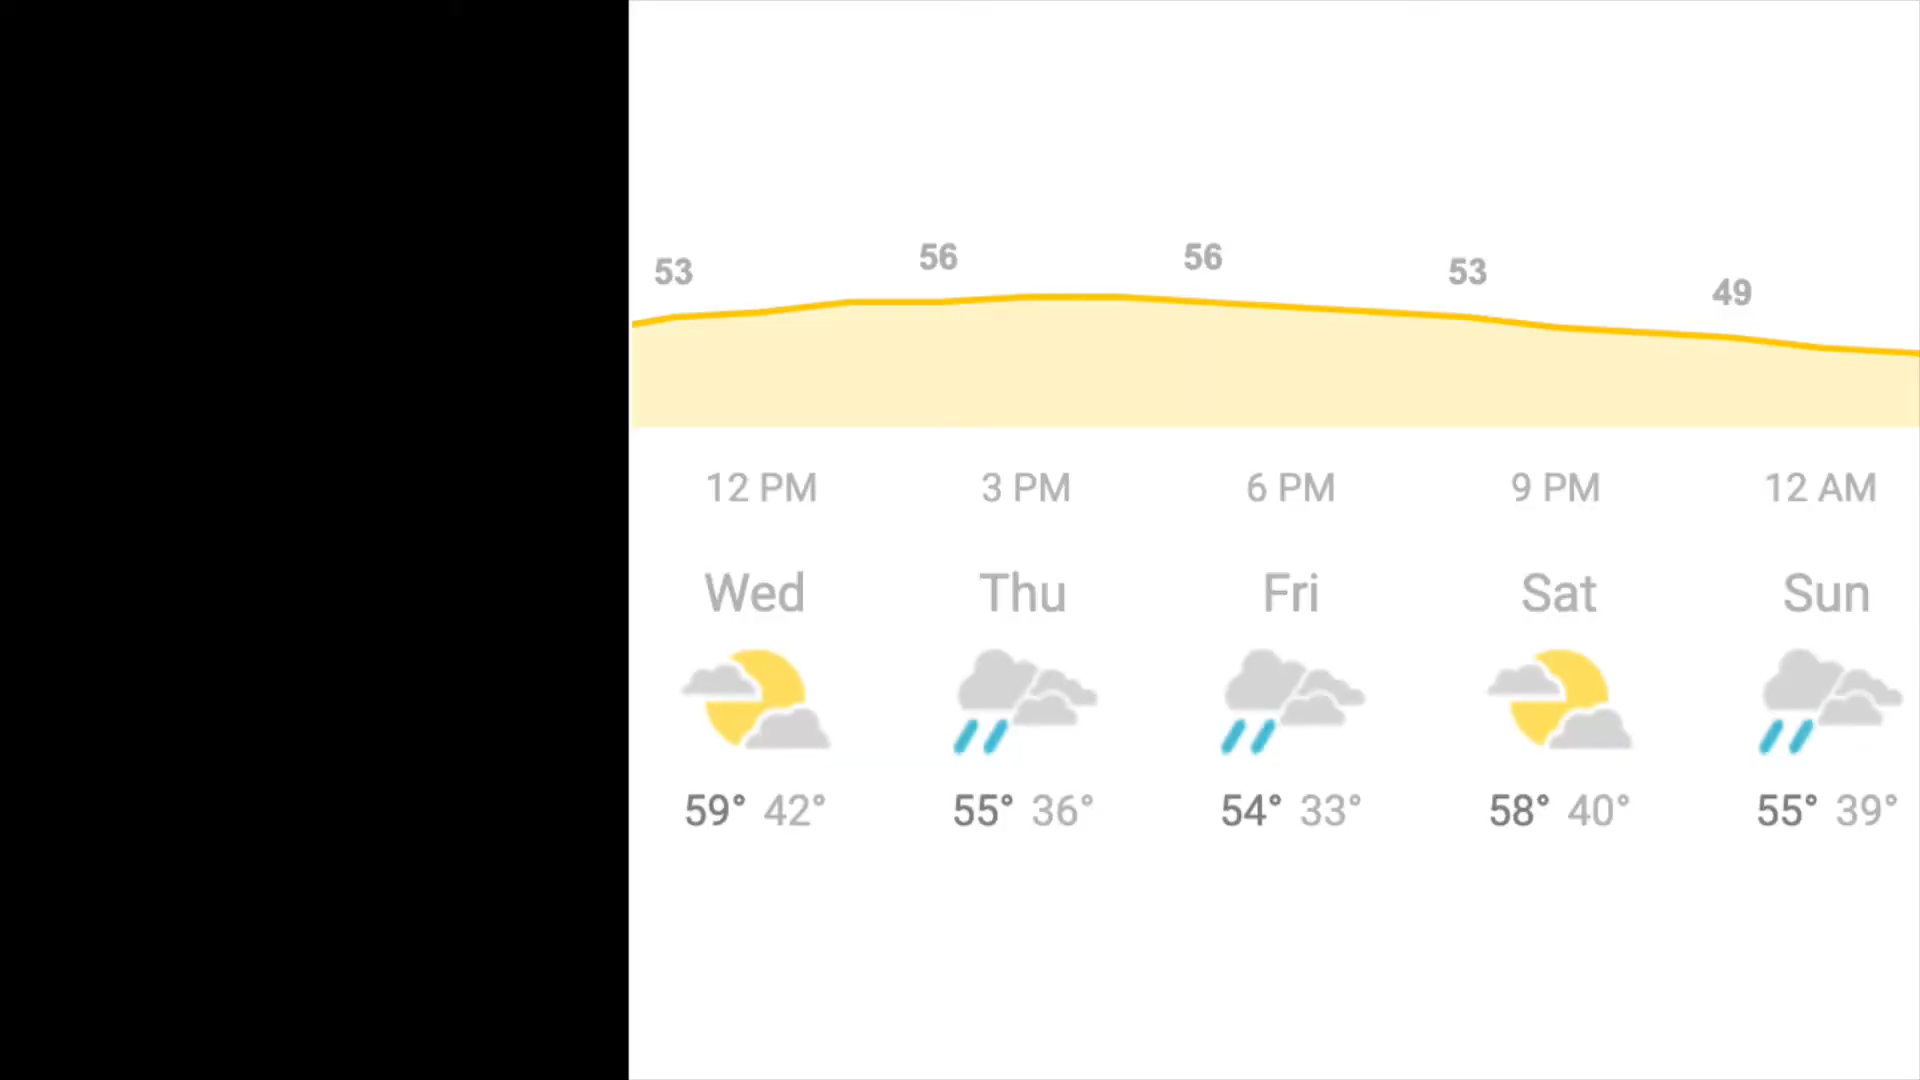 53 56 56 53 49
12 PM 3 PM 6 PM 9 PM 12 AM
Wed Thu Fri Sat Sun
59° 42° 55° 36° 54° 33° 58° 40° 55° 39°